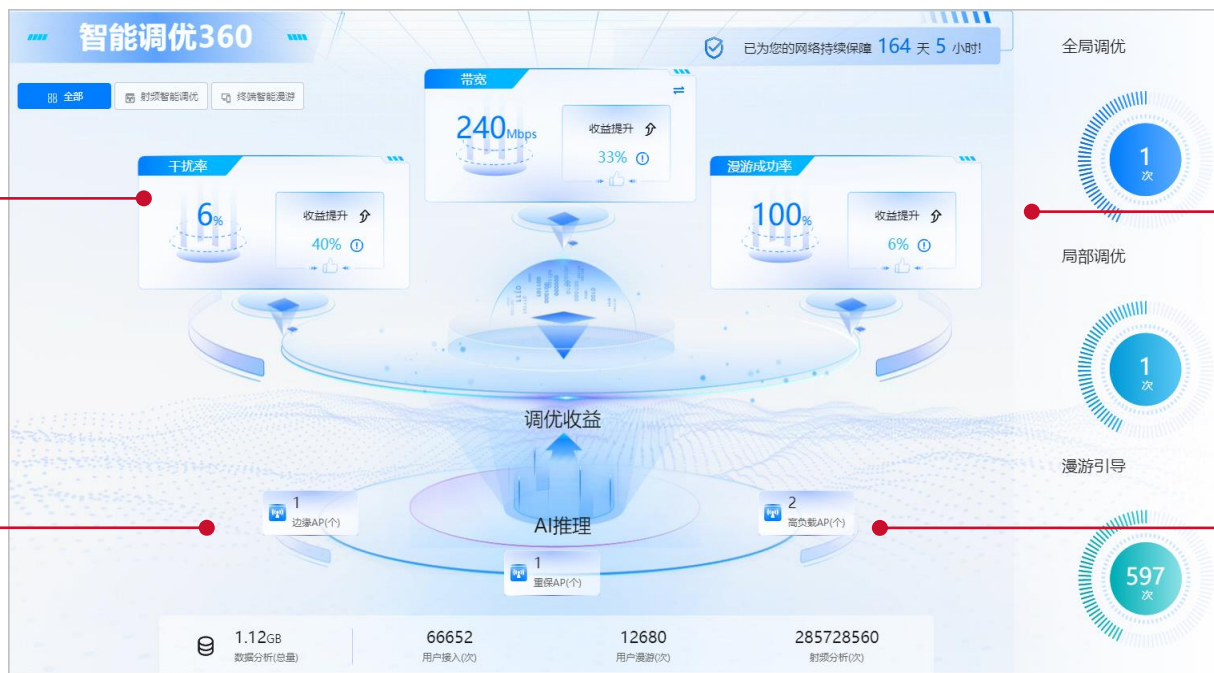 智能调优360
已为您的网络持续保障 164 天 5 小时!
全部
射频智能调优
终端智能漫游
带宽
240Mbps
收益提升
33%
干扰率
6%
收益提升
40%
漫游成功率
100%
收益提升
6%
调优收益
AI推理
1
边缘AP(个)
1
重保AP(个)
2
高负载AP(个)
1.12GB
数据分析(总量)
66652
用户接入(次)
12680
用户漫游(次)
285728560
射频分析(次)
全局调优
1
次
局部调优
1
次
漫游引导
597
次